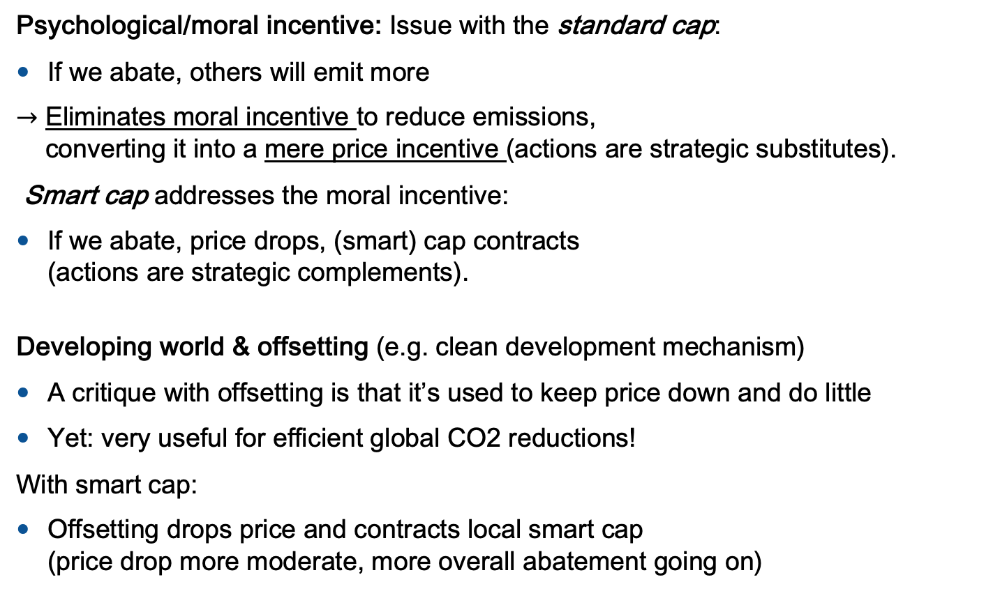 Psychological/moral incentive: Issue with the standard cap:
• If we abate, others will emit more
→ Eliminates moral incentive to reduce emissions,
converting it into a mere price incentive (actions are strategic substitutes).
Smart cap addresses the moral incentive:
• If we abate, price drops, (smart) cap contracts
(actions are strategic complements).
Developing world & offsetting (e.g. clean development mechanism)
• A critique with offsetting is that it’s used to keep price down and do little
• Yet: very useful for efficient global CO2 reductions!
With smart cap:
• Offsetting drops price and contracts local smart cap
(price drop more moderate, more overall abatement going on)